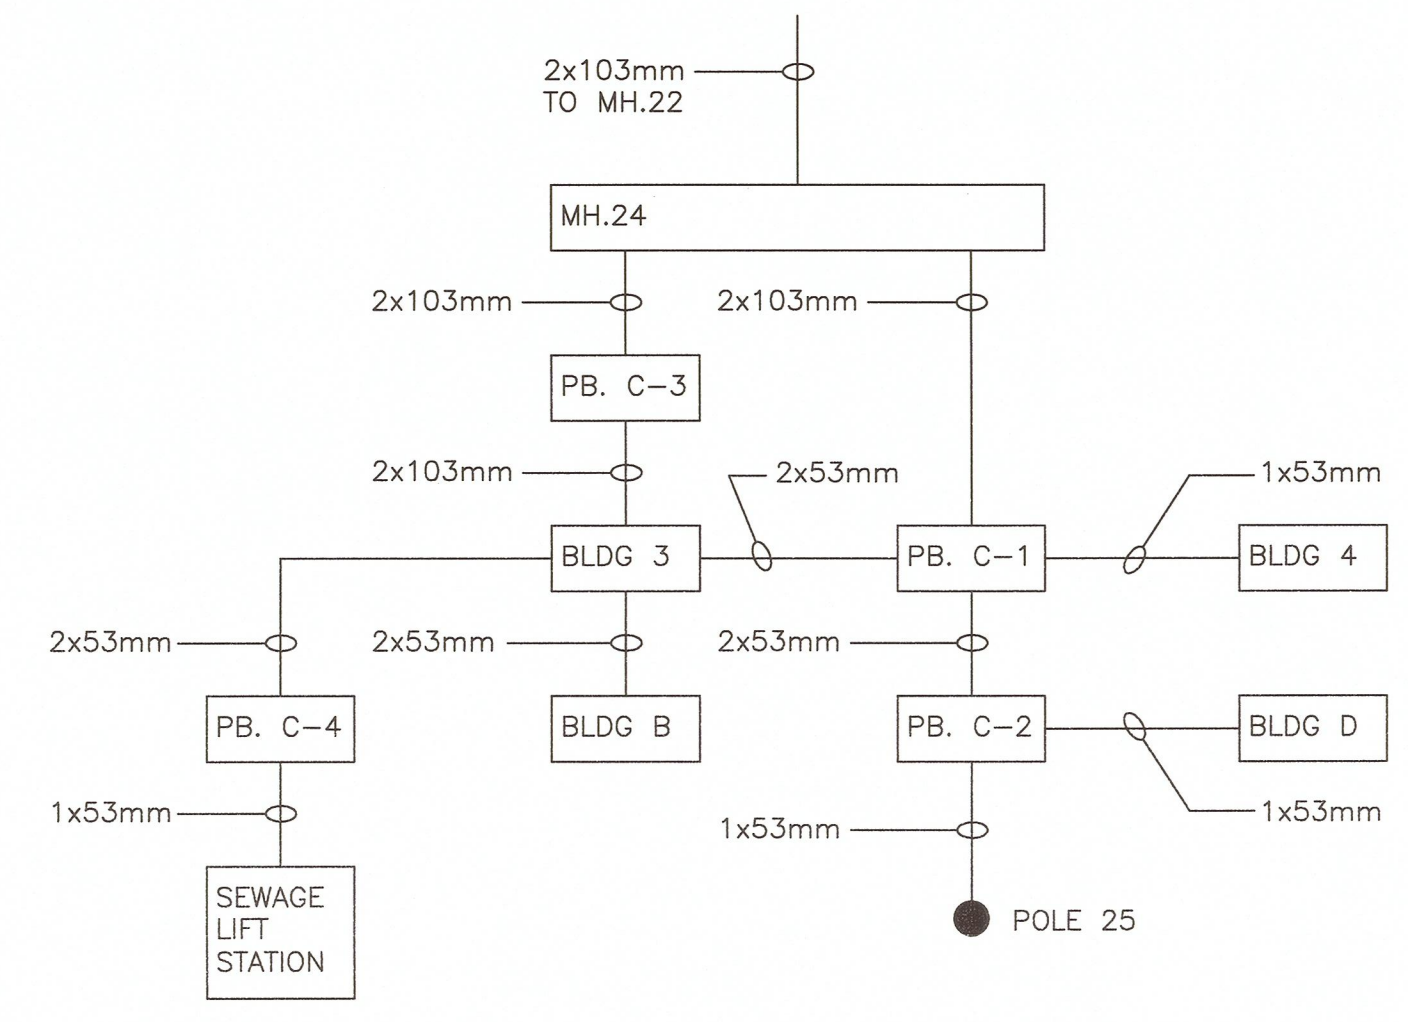 2x103mm
TO MH.22
MH.24
2x103mm
2x103mm
PB. C-3
2x103mm
2x53mm
1x53mm
BLDG 3
PB. C-1
BLDG 4
2x53mm
2x53mm
2x53mm
PB. C-4
BLDG B
PB. C-2
BLDG D
1x53mm
1x53mm
1x53mm
SEWAGE
LIFT
STATION
POLE 25